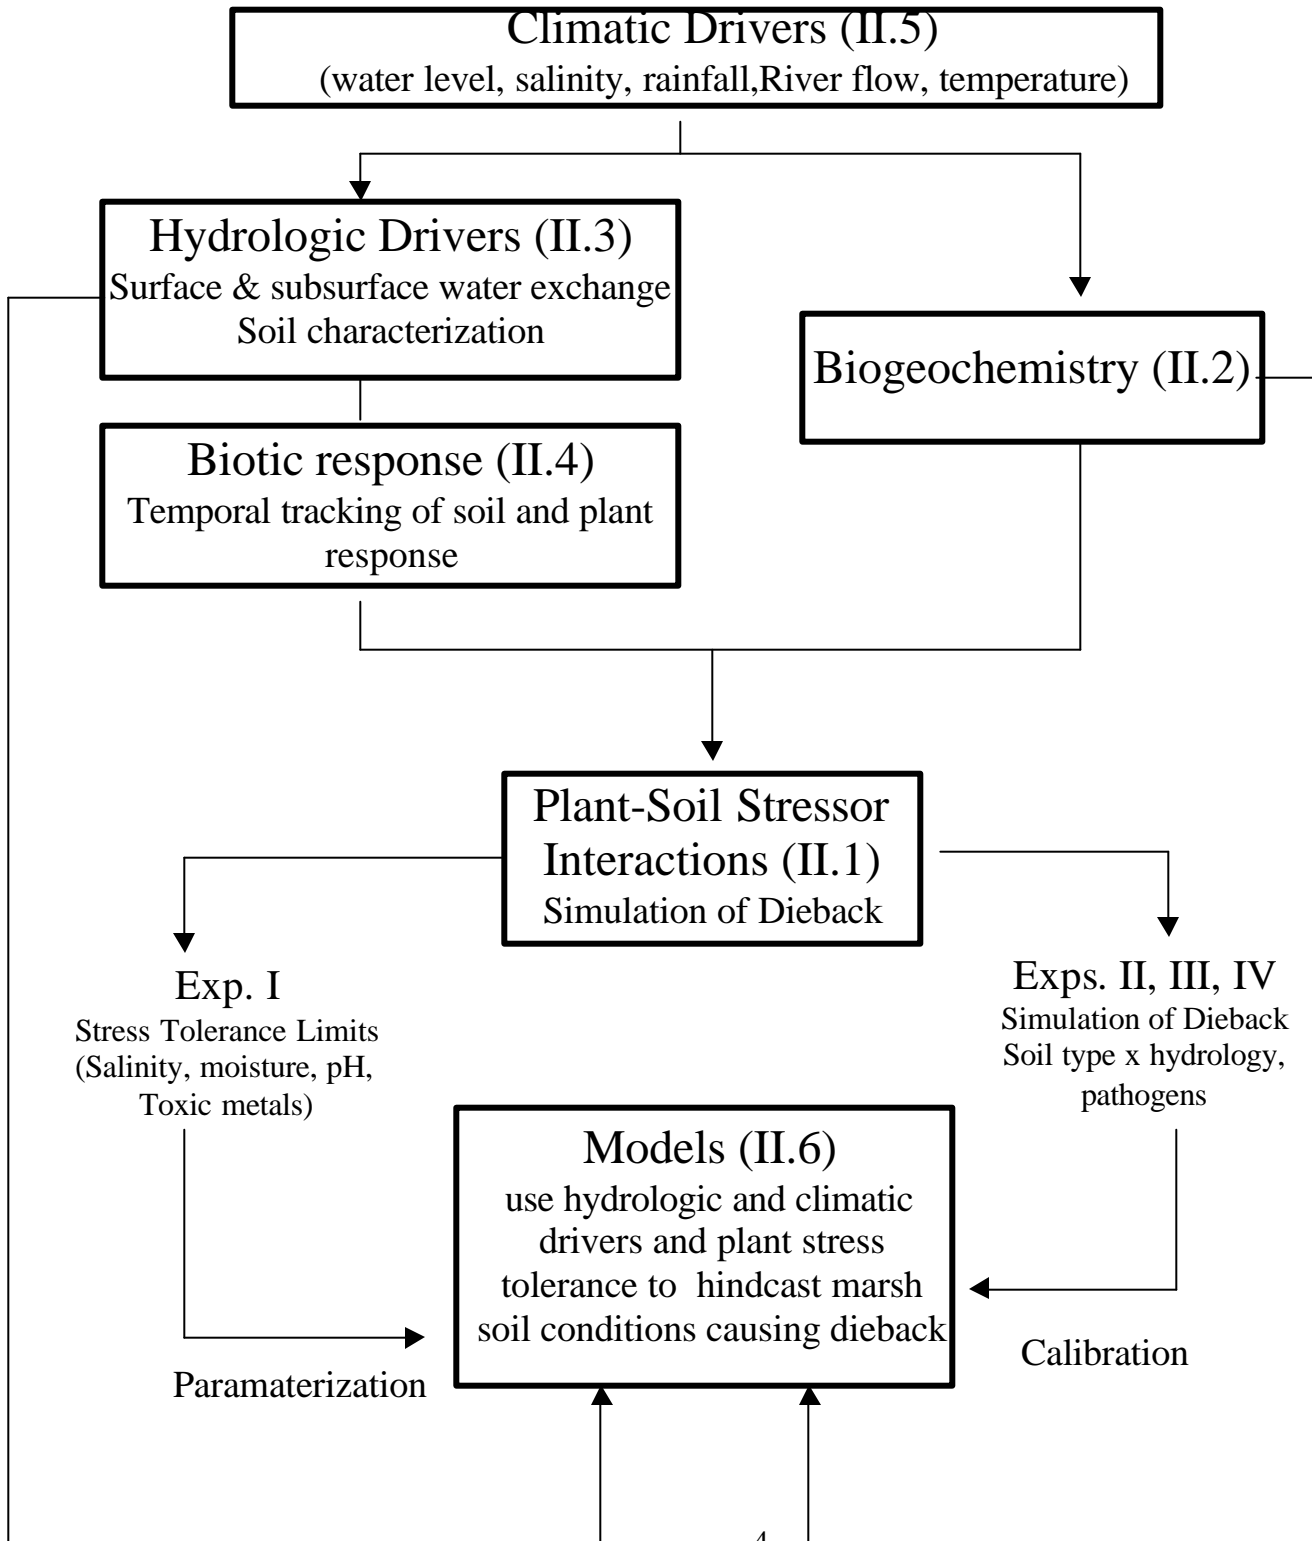 Climatic Drivers (II.5)
(water level, salinity, rainfall,River flow, temperature)
Hydrologic Drivers (II.3)
Surface & subsurface water exchange
Soil characterization
Biogeochemistry (II.2)
Biotic response (II.4)
Temporal tracking of soil and plant
response
Plant-Soil Stressor
Interactions (II.1)
Simulation of Dieback
Exp. I
Stress Tolerance Limits
(Salinity, moisture, pH,
Toxic metals)
Exps. II, III, IV
Simulation of Dieback
Soil type x hydrology,
pathogens
Models (II.6)
use hydrologic and climatic
drivers and plant stress
tolerance to  hindcast marsh
soil conditions causing dieback
Paramaterization
Calibration
4